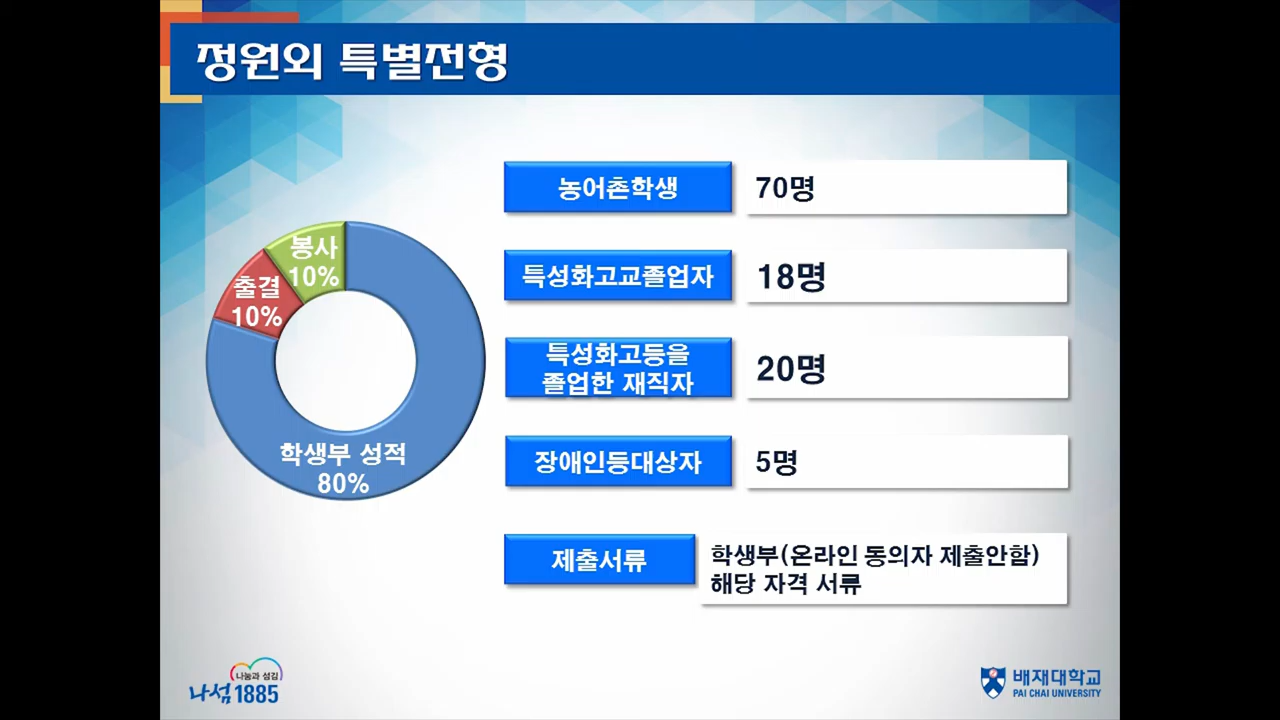 정원외 특별전형
봉사
10%
출결
10%
학생부 성적
80%
농어촌학생
70명
특성화고교졸업자
18명
특성화고등을
졸업한 재직자
20명
장애인등대상자
5명
제출서류
학생부(온라인 동의자 제출안함)
해당 자격 서류
나눔과 섬김
나섬1885
배재대학교
PAI CHAI UNIVERSITY